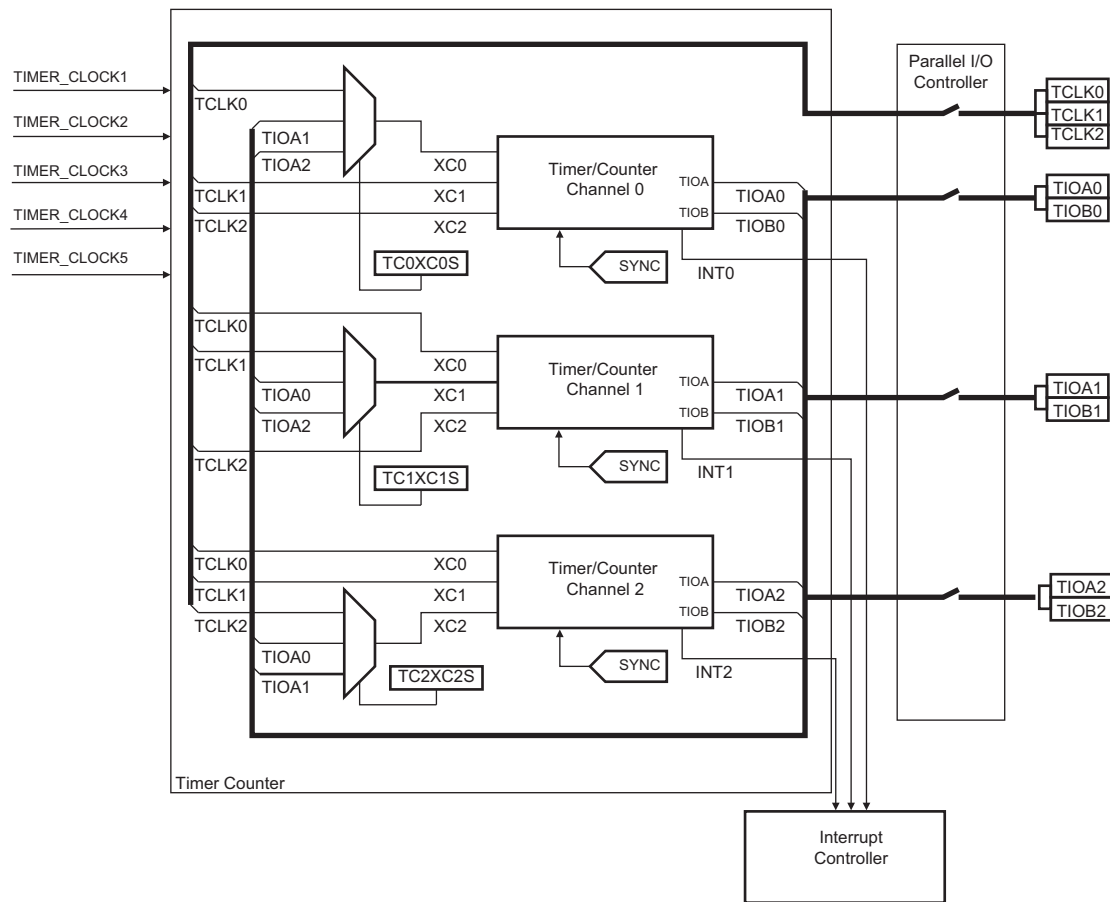 Parallel I/O
Controller
TIMER_CLOCK1
TCLK0
TCLK0
TIMER_CLOCK2
TIOA1
TCLK1
TCLK2
TIOA2
XC0
Timer/Counter
Channel 0
TIOA
TIMER_CLOCK3
TCLK1
XC1
TIOA0
TIOA0
TIMER_CLOCK4
TCLK2
XC2
TIOB
TIOB0
TIOB0
TIMER_CLOCK5
TC0XC0S
SYNC
INT0
TCLK0
TCLK1
XC0
Timer/Counter
Channel 1
TIOA
TIOA0
XC1
TIOA1
TIOA1
TIOA2
XC2
TIOB
TIOB1
TIOB1
TCLK2
TC1XC1S
SYNC
INT1
TCLK0
XC0
Timer/Counter
Channel 2
TIOA
TCLK1
XC1
TIOA2
TIOA2
TCLK2
XC2
TIOB
TIOB2
TIOB2
TIOA0
TIOA1
TC2XC2S
SYNC
INT2
Timer Counter
Interrupt
Controller